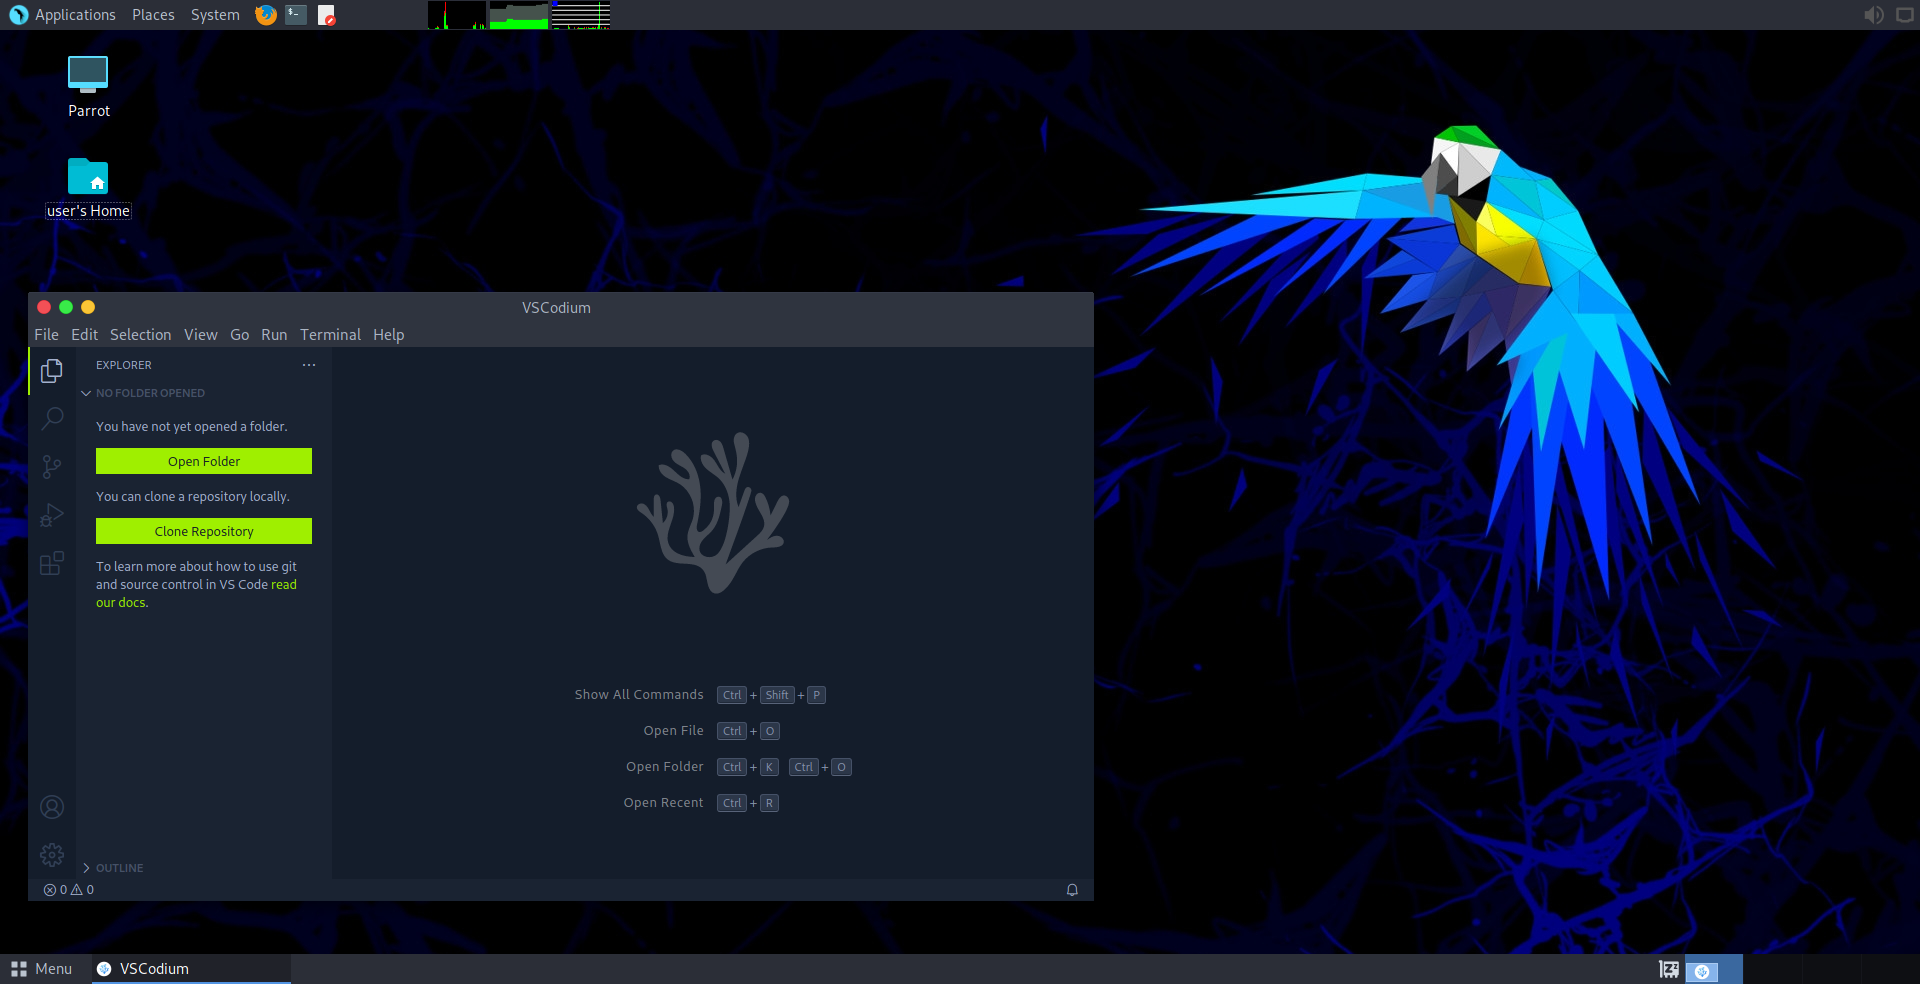 Applications Places System
Parrot
user's Home
VSCodium
File Edit Selection View Go Run Terminal Help
EXPLORER
NO FOLDER OPENED
You have not yet opened a folder.
Open Folder
You can clone a repository locally.
Clone Repository
To learn more about how to use git
and source control in VS Code read
our docs.
Show All Commands Ctrl + Shift + P
Open File Ctrl + O
Open Folder Ctrl + K Ctrl + O
Open Recent Ctrl + R
OUTLINE
0 0
Menu VSCodium